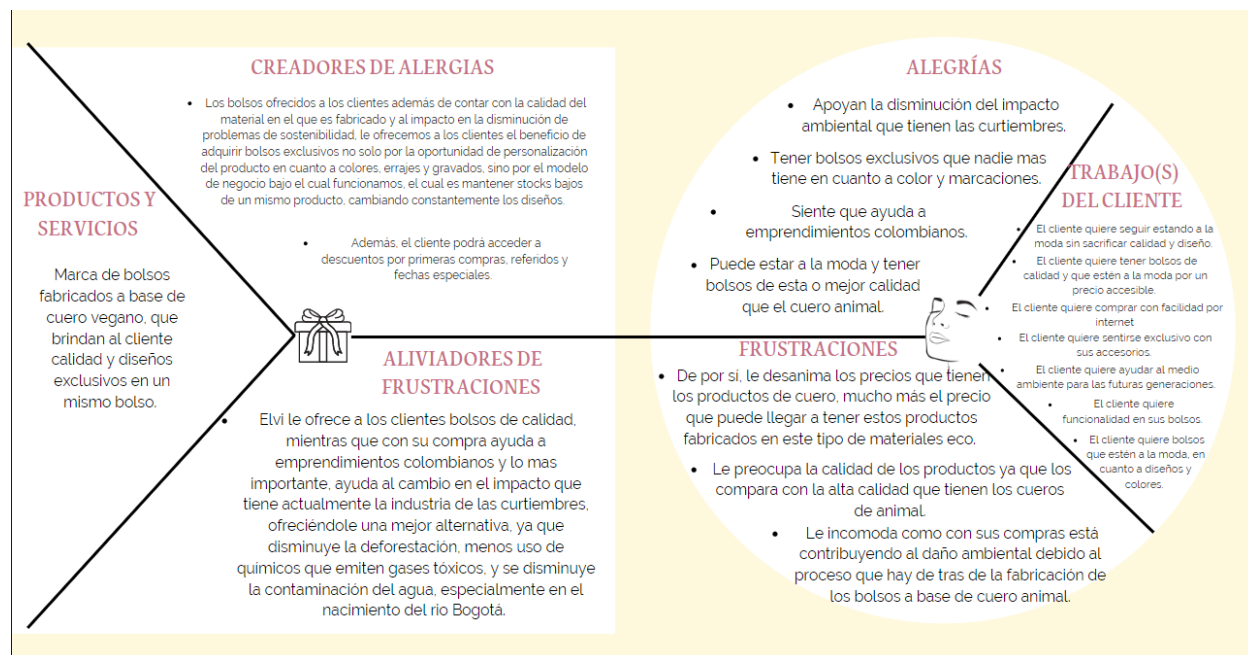 CREADORES DE ALERGIAS
• Los bolsos ofrecidos a los clientes además de contar con la calidad del
material en el que es fabricado y al impacto en la disminución de
problemas de sostenibilidad, le ofrecemos a los clientes el beneficio de
adquirir bolsos exclusivos no solo por la oportunidad de personalización
del producto en cuanto a colores, errajes y gravados, sino por el modelo
de negocio bajo el cual funcionamos, el cual es mantener stocks bajos
de un mismo producto, cambiando constantemente los diseños.
• Además, el cliente podrá acceder a
descuentos por primeras compras, referidos y
fechas especiales.
PRODUCTOS Y
SERVICIOS
Marca de bolsos
fabricados a base de
cuero vegano, que
brindan al cliente
calidad y diseños
exclusivos en un
mismo bolso.
ALIVIADORES DE
FRUSTRACIONES
• Elvi le ofrece a los clientes bolsos de calidad,
mientras que con su compra ayuda a
emprendimientos colombianos y lo mas
importante, ayuda al cambio en el impacto que
tiene actualmente la industria de las curtiembres,
ofreciéndole una mejor alternativa, ya que
disminuye la deforestación, menos uso de
químicos que emiten gases tóxicos, y se disminuye
la contaminación del agua, especialmente en el
nacimiento del rio Bogotá.
ALEGRÍAS
• Apoyan la disminución del impacto
ambiental que tienen las curtiembres.
• Tener bolsos exclusivos que nadie mas
tiene en cuanto a color y marcaciones.
• Siente que ayuda a
emprendimientos colombianos.
• Puede estar a la moda y tener
bolsos de esta o mejor calidad
que el cuero animal.
FRUSTRACIONES
• De por si, le desanima los precios que tienen
los productos de cuero, mucho más el precio
que puede llegar a tener estos productos
fabricados en este tipo de materiales eco.
• Le preocupa la calidad de los productos ya que los
compara con la alta calidad que tienen los cueros
de animal.
• Le incomoda como con sus compras está
contribuyendo al daño ambiental debido al
proceso que hay de tras de la fabricación de
los bolsos a base de cuero animal.
TRABAJO(S)
DEL CLIENTE
• El cliente quiere seguir estando a la
moda sin sacrificar calidad y diseño.
• El cliente quiere tener bolsos de
calidad y que estén a la moda por un
precio accesible.
• El cliente quiere comprar con facilidad por
internet
• El cliente quiere sentirse exclusivo con
sus accesorios.
• El cliente quiere ayudar al medio
ambiente para las futuras generaciones.
• El cliente quiere
funcionalidad en sus bolsos.
• El cliente quiere bolsos
que estén a la moda, en
cuanto a diseños y
colores.